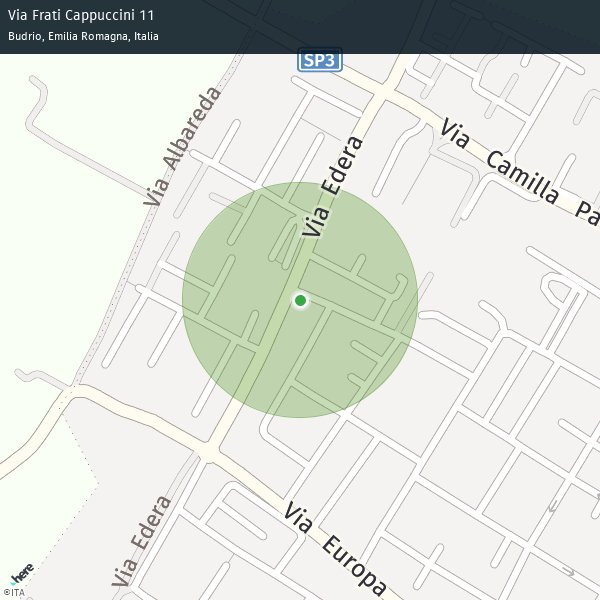 Via Frati Cappuccini 11
Budrio, Emilia Romagna, Italia
SP3
Via Albareda
Via Edera
Via Camilla Pa
Via Edera
Via Europa
here
©ITA